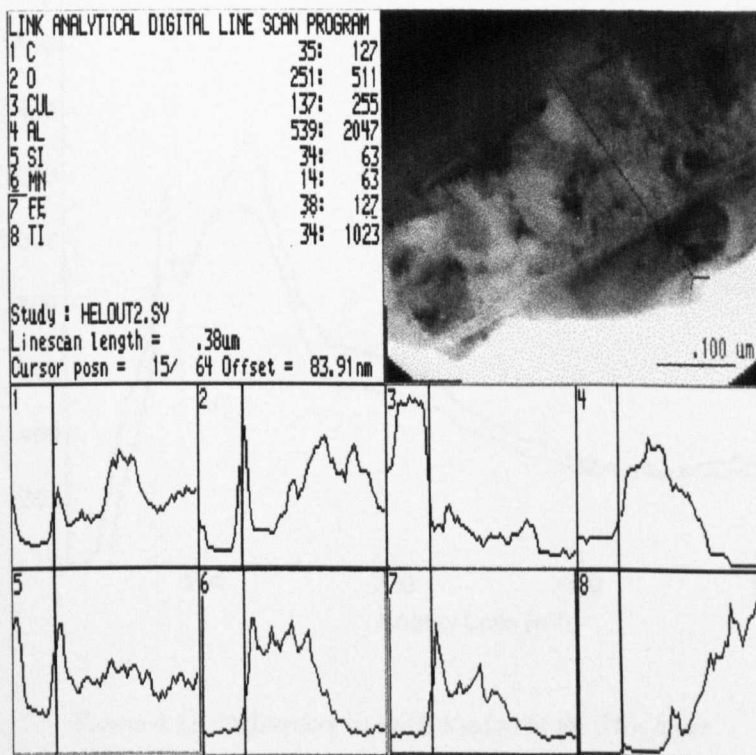 LINK ANALYTICAL DIGITAL LINE SCAN PROGRAM
1 C 35: 127
2 O 251: 511
3 CUL 137: 255
4 AL 539: 2047
5 SI 34: 63
6 MN 14: 63
7 FE 38: 127
8 TI 34: 1023
Study : HELOUT2.SY
Linescan length = .38um
Cursor posn = 15/ 64 Offset = 83.91nm
.100 um
1
2
3
4
5
6
7
8